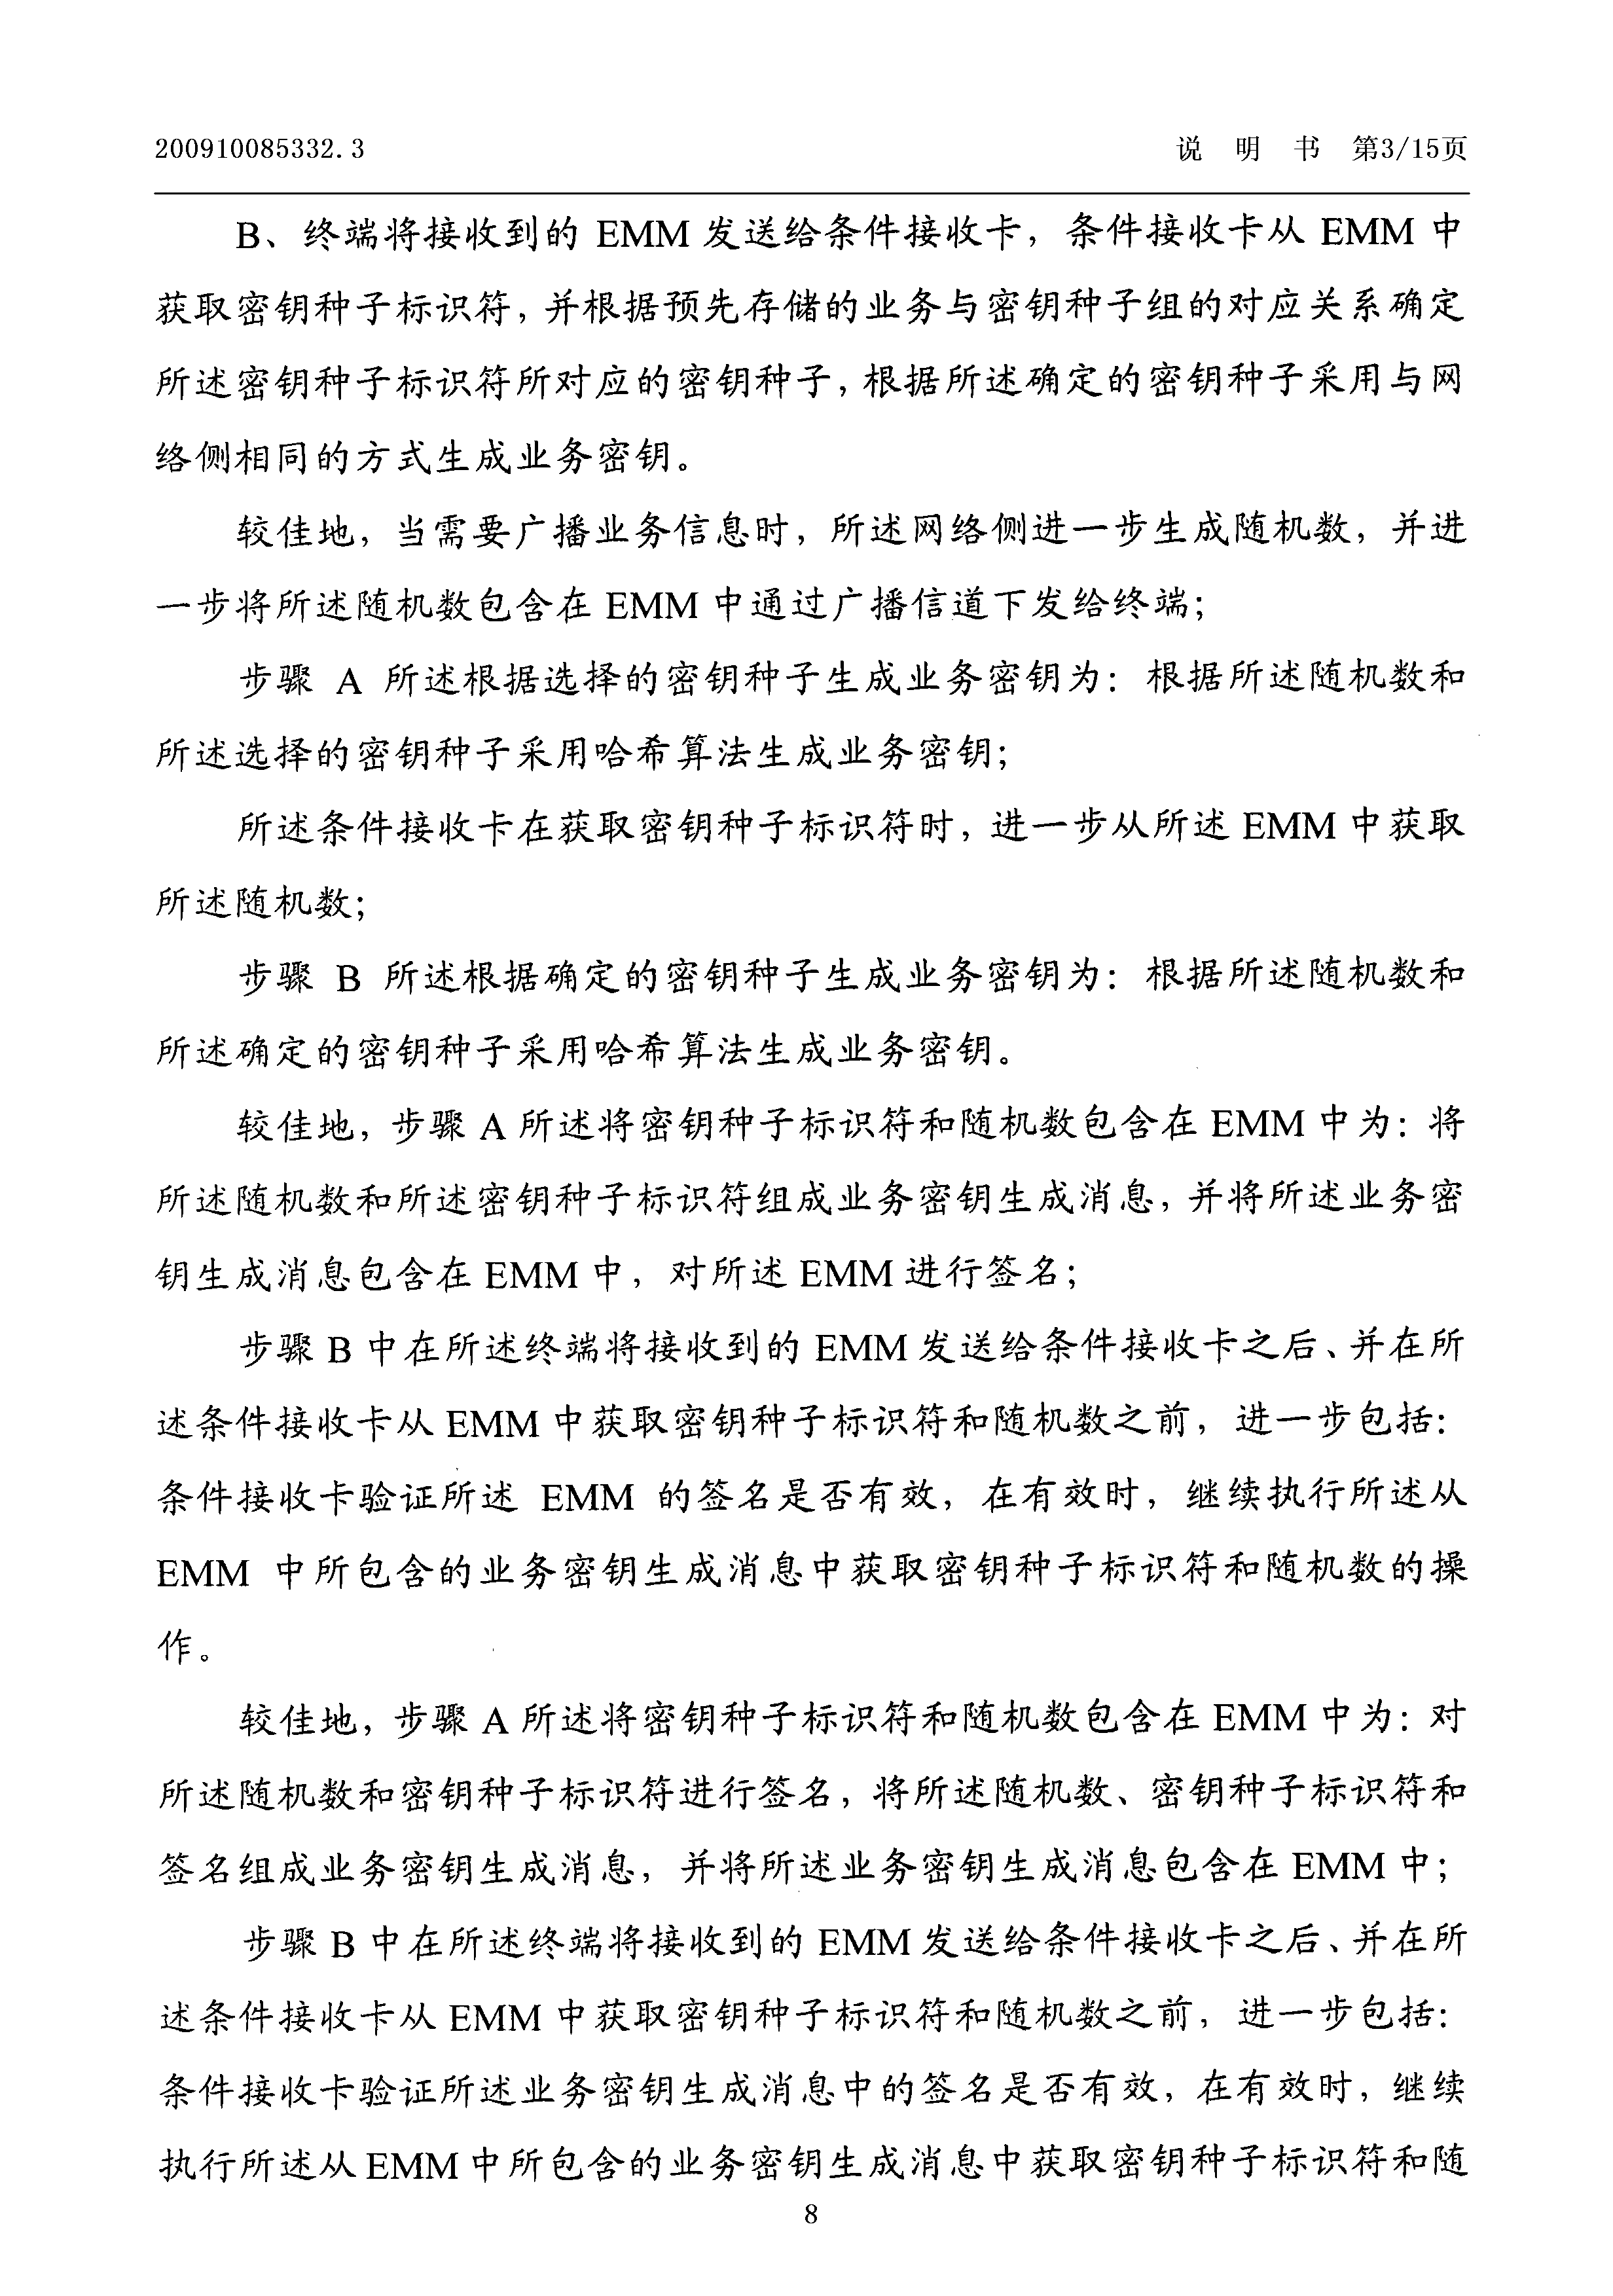 200910085332.3 说 明 书 第3/15页
B、终端将接收到的 EMM 发送给条件接收卡，条件接收卡从 EMM 中
获取密钥种子标识符，并根据预先存储的业务与密钥种子组的对应关系确定
所述密钥种子标识符所对应的密钥种子，根据所述确定的密钥种子采用与网
络侧相同的方式生成业务密钥。
较佳地，当需要广播业务信息时，所述网络侧进一步生成随机数，并进
一步将所述随机数包含在 EMM 中通过广播信道下发给终端；
步骤 A 所述根据选择的密钥种子生成业务密钥为：根据所述随机数和
所述选择的密钥种子采用哈希算法生成业务密钥；
所述条件接收卡在获取密钥种子标识符时，进一步从所述 EMM 中获取
所述随机数；
步骤 B 所述根据确定的密钥种子生成业务密钥为：根据所述随机数和
所述确定的密钥种子采用哈希算法生成业务密钥。
较佳地，步骤 A 所述将密钥种子标识符和随机数包含在 EMM 中为：将
所述随机数和所述密钥种子标识符组成业务密钥生成消息，并将所述业务密
钥生成消息包含在 EMM 中，对所述 EMM 进行签名；
步骤 B 中在所述终端将接收到的 EMM 发送给条件接收卡之后、并在所
述条件接收卡从 EMM 中获取密钥种子标识符和随机数之前，进一步包括：
条件接收卡验证所述 EMM 的签名是否有效，在有效时，继续执行所述从
EMM 中所包含的业务密钥生成消息中获取密钥种子标识符和随机数的操
作。
较佳地，步骤 A 所述将密钥种子标识符和随机数包含在 EMM 中为：对
所述随机数和密钥种子标识符进行签名，将所述随机数、密钥种子标识符和
签名组成业务密钥生成消息，并将所述业务密钥生成消息包含在 EMM 中；
步骤 B 中在所述终端将接收到的 EMM 发送给条件接收卡之后、并在所
述条件接收卡从 EMM 中获取密钥种子标识符和随机数之前，进一步包括：
条件接收卡验证所述业务密钥生成消息中的签名是否有效，在有效时，继续
执行所述从 EMM 中所包含的业务密钥生成消息中获取密钥种子标识符和随
8